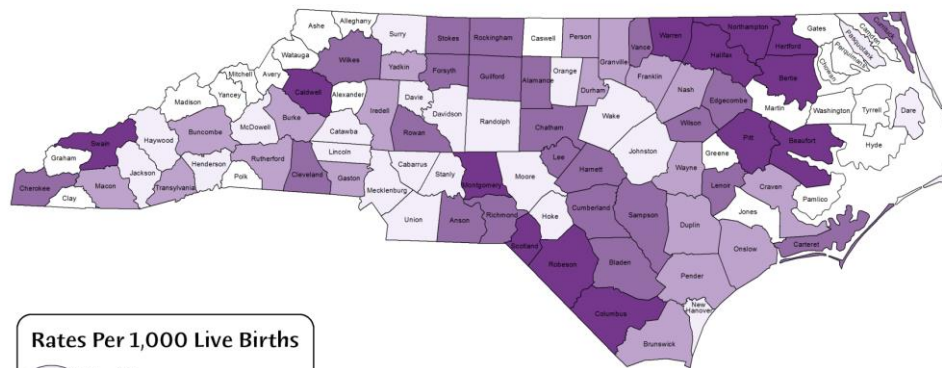 Ashe
Alleghany
Surry
Stokes
Rockingham
Caswell
Person
Vance
Warren
Northampton
Gates
Camden
Currituck
Pasquotank
Perquimans
Chowan
Hertford
Halifax
Granville
Watauga
Wilkes
Yadkin
Forsyth
Guilford
Alamance
Orange
Durham
Franklin
Bertie
Mitchell
Avery
Caldwell
Alexander
Davie
Iredell
Nash
Edgecombe
Martin
Washington
Tyrrell
Dare
Madison
Yancey
Burke
Davidson
Randolph
Wake
Chatham
Wilson
Pitt
Beaufort
Hyde
Swain
Haywood
Buncombe
McDowell
Catawba
Rowan
Johnston
Greene
Graham
Jackson
Henderson
Rutherford
Lincoln
Cabarrus
Stanly
Montgomery
Moore
Lee
Harnett
Wayne
Lenoir
Craven
Pamlico
Cherokee
Clay
Macon
Transylvania
Polk
Cleveland
Gaston
Mecklenburg
Union
Anson
Richmond
Hoke
Cumberland
Sampson
Duplin
Jones
Carteret
Scotland
Robeson
Bladen
Pender
Onslow
Columbus
New
Hanover
Brunswick
Rates Per 1,000 Live Births